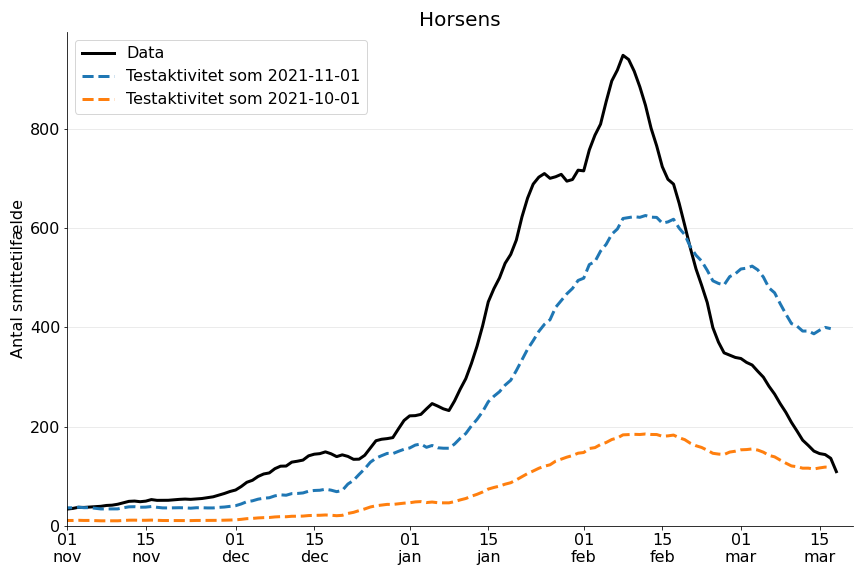 Horsens
Data
Testaktivitet som 2021-11-01
Testaktivitet som 2021-10-01
Antal smittetilfælde
800
600
400
200
0
01 15 01 15 01 15 01 15 01 15
nov nov dec dec jan jan feb feb mar mar